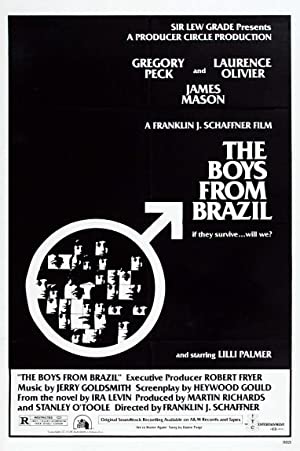 SIR LEW GRADE Presents
A PRODUCER CIRCLE PRODUCTION
GREGORY PECK and LAURENCE OLIVIER
JAMES MASON
A FRANKLIN J. SCHAFFNER FILM
THE
BOYS
FROM
BRAZIL
if they survive...will we?
and starring LILLI PALMER
"THE BOYS FROM BRAZIL" Executive Producer ROBERT FRYER
Music by JERRY GOLDSMITH Screenplay by HEYWOOD GOULD
From the novel by IRA LEVIN Produced by MARTIN RICHARDS
and STANLEY O'TOOLE Directed by FRANKLIN J. SCHAFFNER
R RESTRICTED
Original Soundtrack Recording Available on A&M Records and Tapes
ITC ENTERTAINMENT